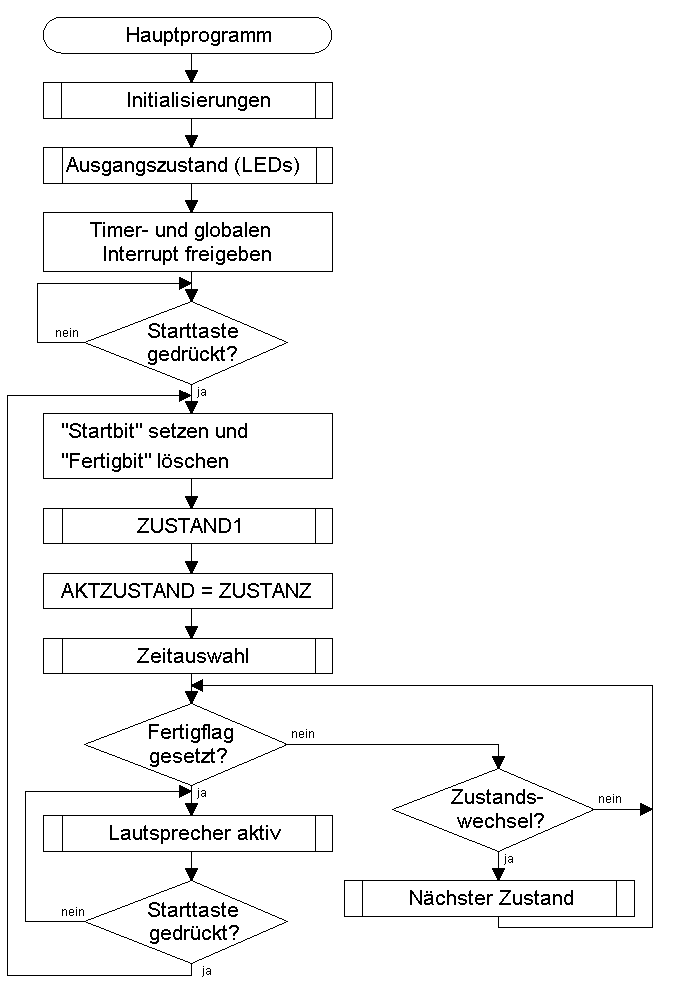 Hauptprogramm
Initialisierungen
Ausgangszustand (LEDs)
Timer- und globalen
Interrupt freigeben
Starttaste
gedrückt?
nein
ja
"Startbit" setzen und
"Fertigbit" löschen
ZUSTAND1
AKTZUSTAND = ZUSTANZ
Zeitauswahl
Fertigflag
gesetzt?
nein
ja
Zustands-
wechsel?
nein
ja
Nächster Zustand
Lautsprecher aktiv
Starttaste
gedrückt?
nein
ja